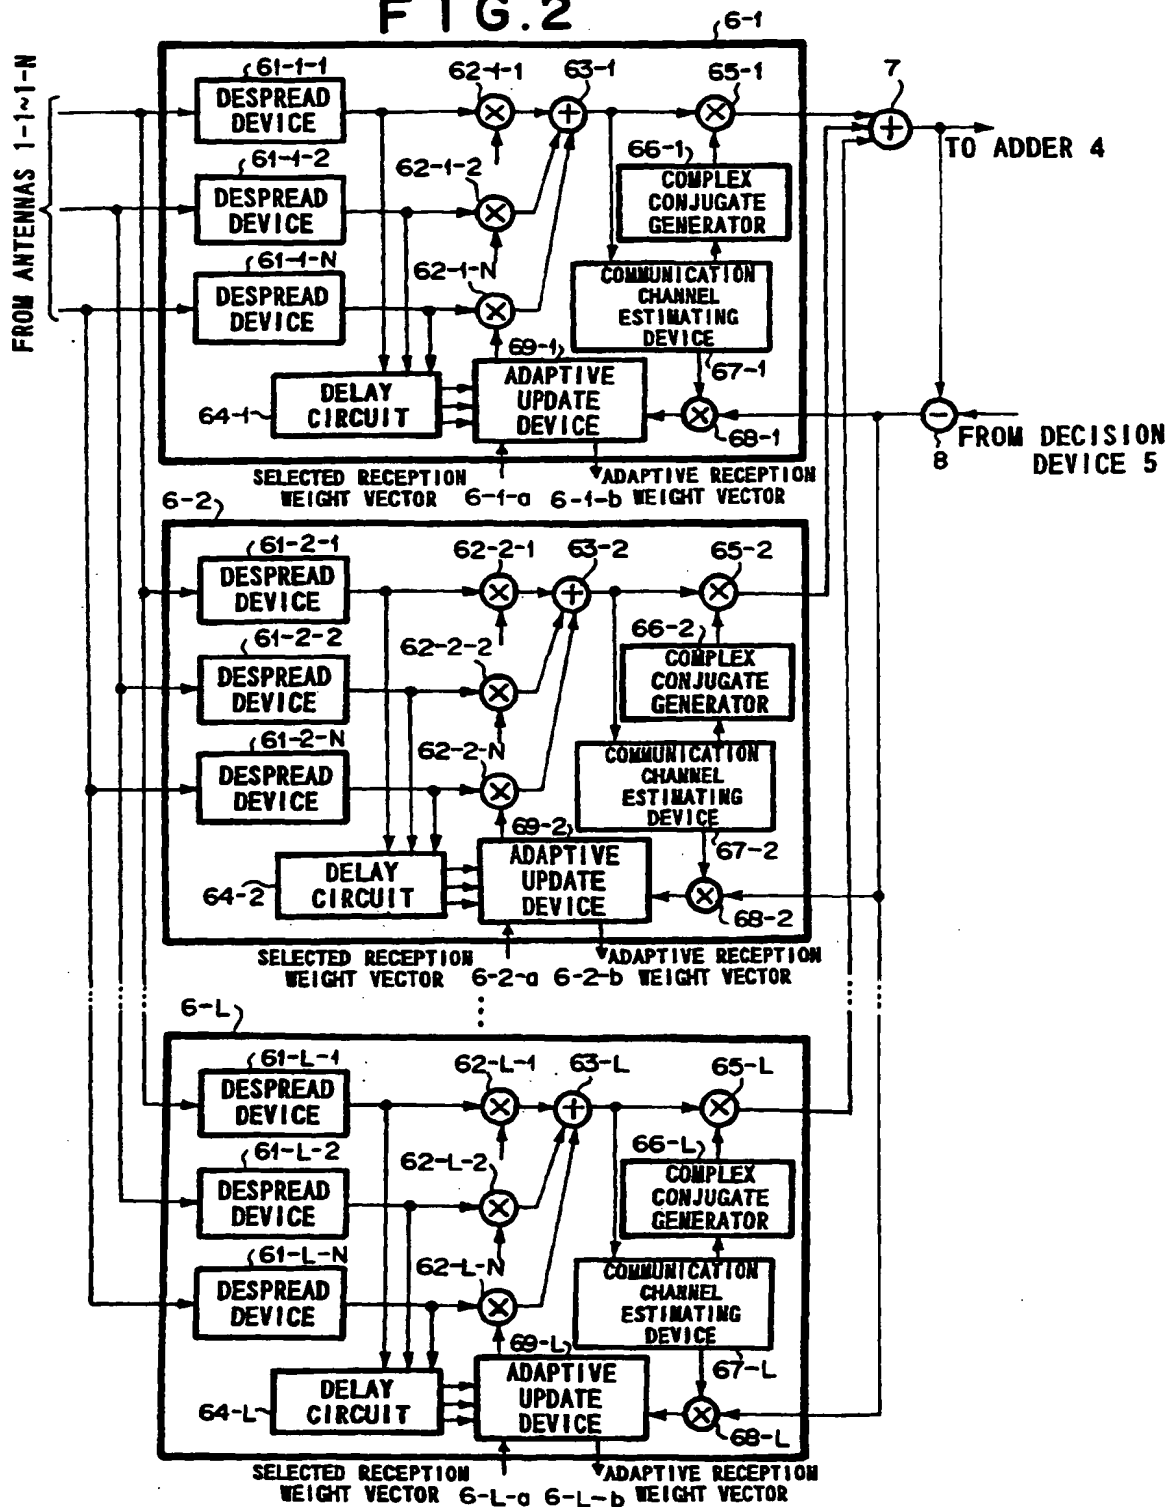 FIG.2
6-1
FROM ANTENNAS 1-1~1-N
61-1-1
DESPREAD
DEVICE
61-1-2
DESPREAD
DEVICE
61-1-N
DESPREAD
DEVICE
62-1-1
62-1-2
62-1-N
63-1
65-1
7
TO ADDER 4
66-1
COMPLEX
CONJUGATE
GENERATOR
COMMUNICATION
CHANNEL
ESTIMATING
DEVICE
67-1
64-1
DELAY
CIRCUIT
69-1
ADAPTIVE
UPDATE
DEVICE
68-1
8
FROM DECISION
DEVICE 5
SELECTED RECEPTION
WEIGHT VECTOR
6-1-a
6-1-b
ADAPTIVE RECEPTION
WEIGHT VECTOR
6-2
61-2-1
DESPREAD
DEVICE
61-2-2
DESPREAD
DEVICE
61-2-N
DESPREAD
DEVICE
62-2-1
62-2-2
62-2-N
63-2
65-2
66-2
COMPLEX
CONJUGATE
GENERATOR
COMMUNICATION
CHANNEL
ESTIMATING
DEVICE
67-2
64-2
DELAY
CIRCUIT
69-2
ADAPTIVE
UPDATE
DEVICE
68-2
SELECTED RECEPTION
WEIGHT VECTOR
6-2-a
6-2-b
ADAPTIVE RECEPTION
WEIGHT VECTOR
6-L
61-L-1
DESPREAD
DEVICE
61-L-2
DESPREAD
DEVICE
61-L-N
DESPREAD
DEVICE
62-L-1
62-L-2
62-L-N
63-L
65-L
66-L
COMPLEX
CONJUGATE
GENERATOR
COMMUNICATION
CHANNEL
ESTIMATING
DEVICE
67-L
64-L
DELAY
CIRCUIT
69-L
ADAPTIVE
UPDATE
DEVICE
68-L
SELECTED RECEPTION
WEIGHT VECTOR
6-L-a
6-L-b
ADAPTIVE RECEPTION
WEIGHT VECTOR